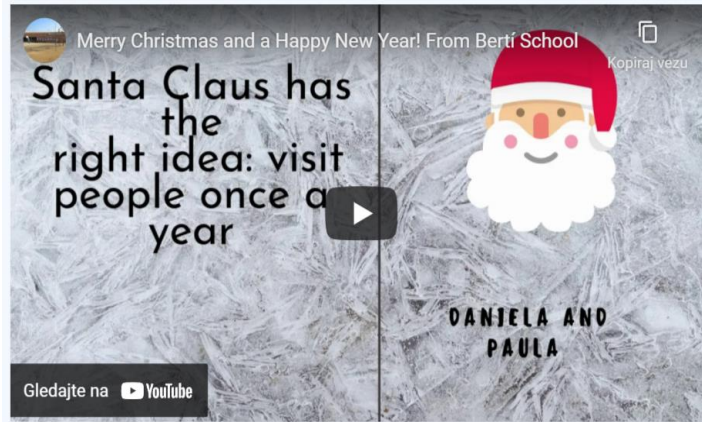 Merry Christmas and a Happy New Year! From Bertí School
Kopiraj vezu
Santa Claus has
the
right idea: visit
people once a
year
DANIELA AND
PAULA
Gledajte na YouTube